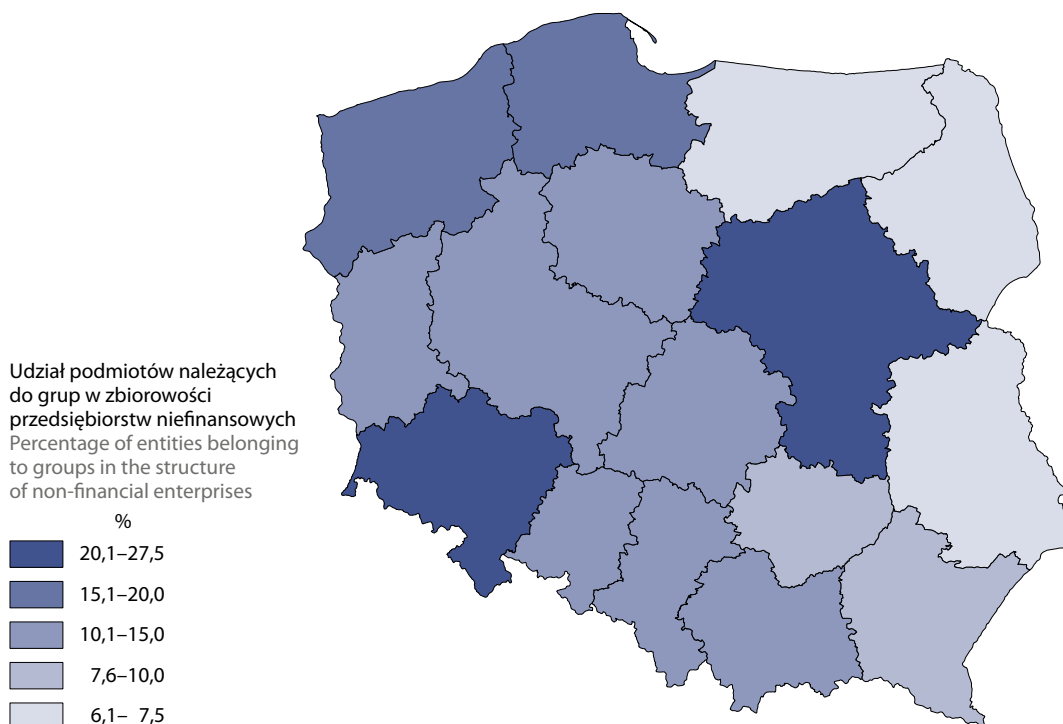 Udział podmiotów należących
do grup w zbiorowości
przedsiębiorstw niefinansowych
Percentage of entities belonging
to groups in the structure
of non-financial enterprises
%
20,1–27,5
15,1–20,0
10,1–15,0
7,6–10,0
6,1– 7,5